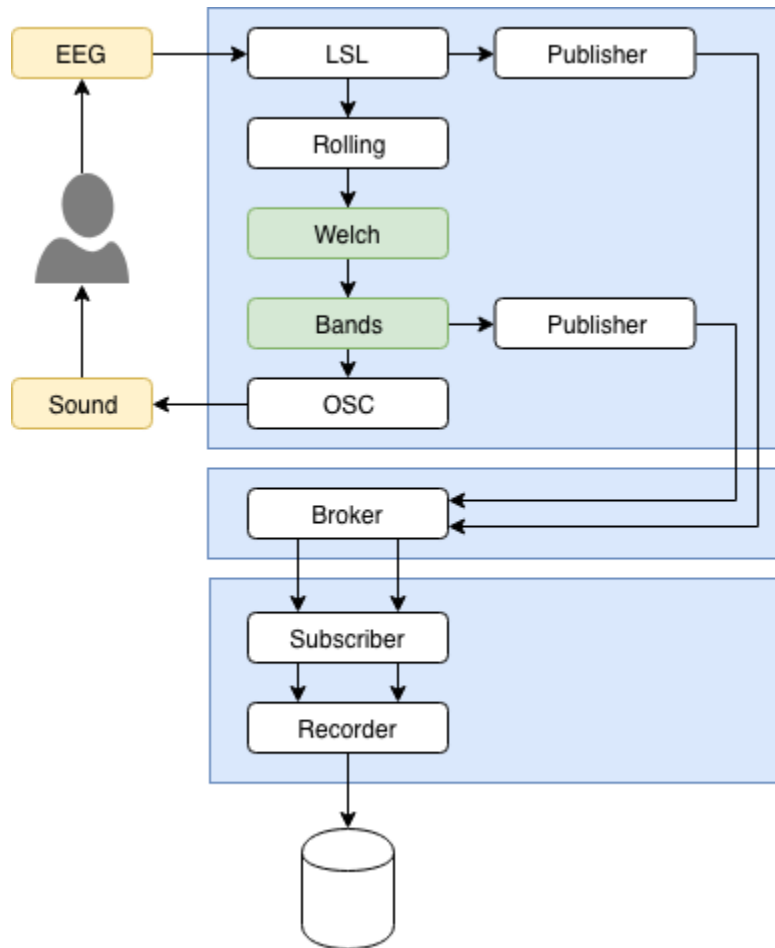 EEG
LSL
Publisher
Rolling
Welch
Bands
Publisher
Sound
OSC
Broker
Subscriber
Recorder